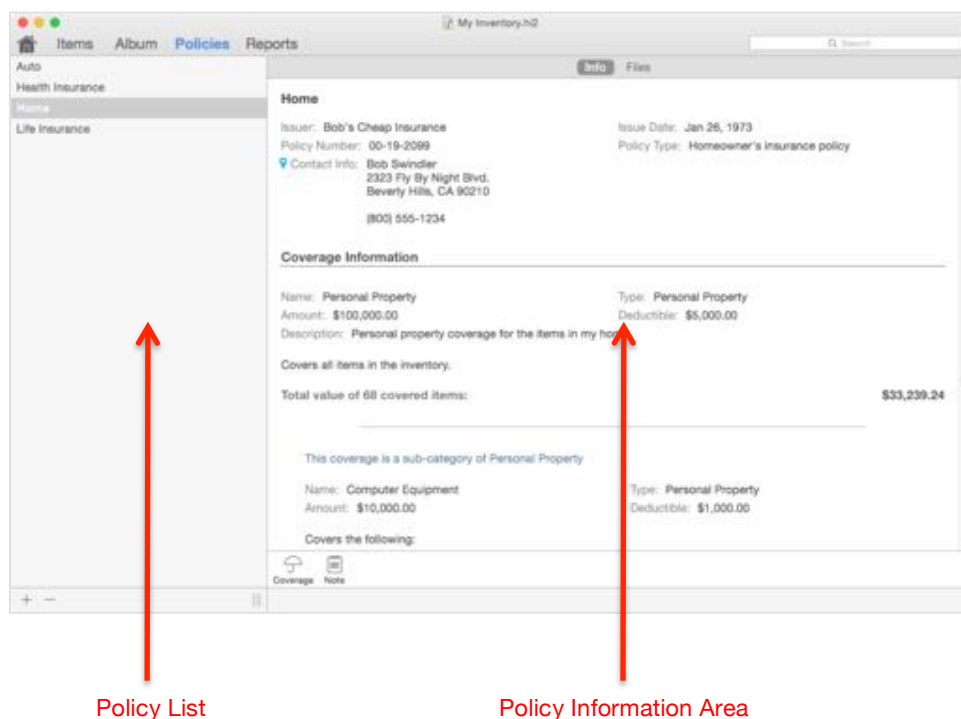 My Inventory.hi2
Items Album Policies Reports
Search
Auto
Info Files
Health Insurance
Home
Home
Life Insurance
Issuer: Bob's Cheap Insurance Issue Date: Jan 26, 1973
Policy Number: 00-19-2099 Policy Type: Homeowner's insurance policy
Contact Info: Bob Swindler
2323 Fly By Night Blvd.
Beverly Hills, CA 90210
(800) 555-1234
Coverage Information
Name: Personal Property Type: Personal Property
Amount: $100,000.00 Deductible: $5,000.00
Description: Personal property coverage for the items in my
Covers all items in the inventory.
Total value of 68 covered items: $33,239.24
This coverage is a sub-category of Personal Property
Name: Computer Equipment Type: Personal Property
Amount: $10,000.00 Deductible: $1,000.00
Covers the following:
Coverage Note
Policy List Policy Information Area